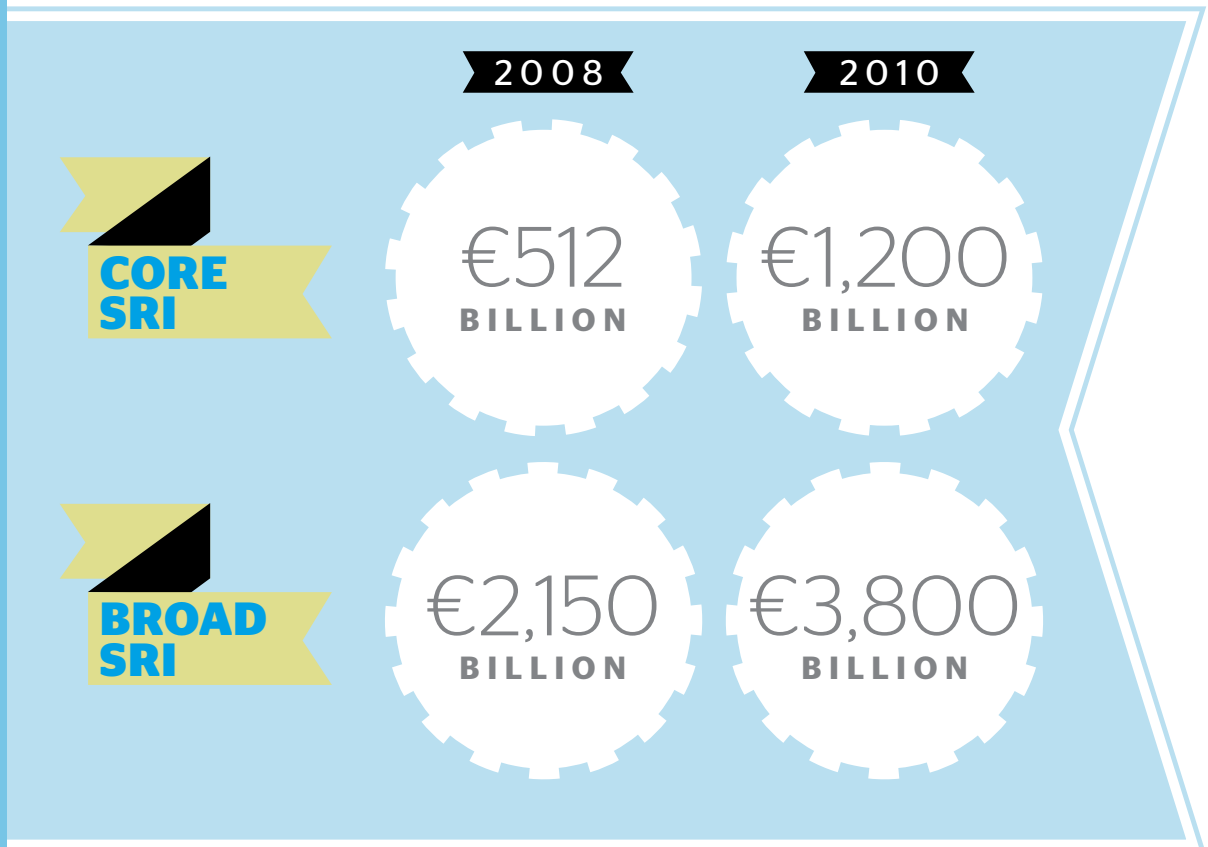 2008
2010
CORE
SRI
€512
BILLION
€1,200
BILLION
BROAD
SRI
€2,150
BILLION
€3,800
BILLION